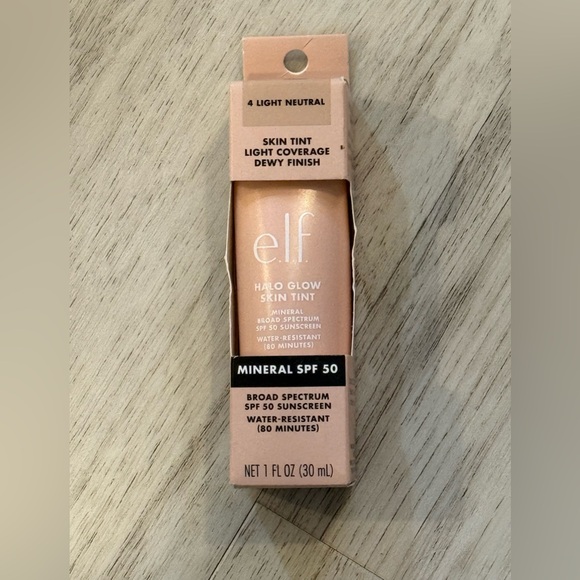 4 LIGHT NEUTRAL
SKIN TINT
LIGHT COVERAGE
DEWY FINISH
e.l.f.
HALO GLOW
SKIN TINT
MINERAL
BROAD SPECTRUM
SPF 50 SUNSCREEN
WATER-RESISTANT
(80 MINUTES)
MINERAL SPF 50
BROAD SPECTRUM
SPF 50 SUNSCREEN
WATER-RESISTANT
(80 MINUTES)
NET 1 FL OZ (30 mL)